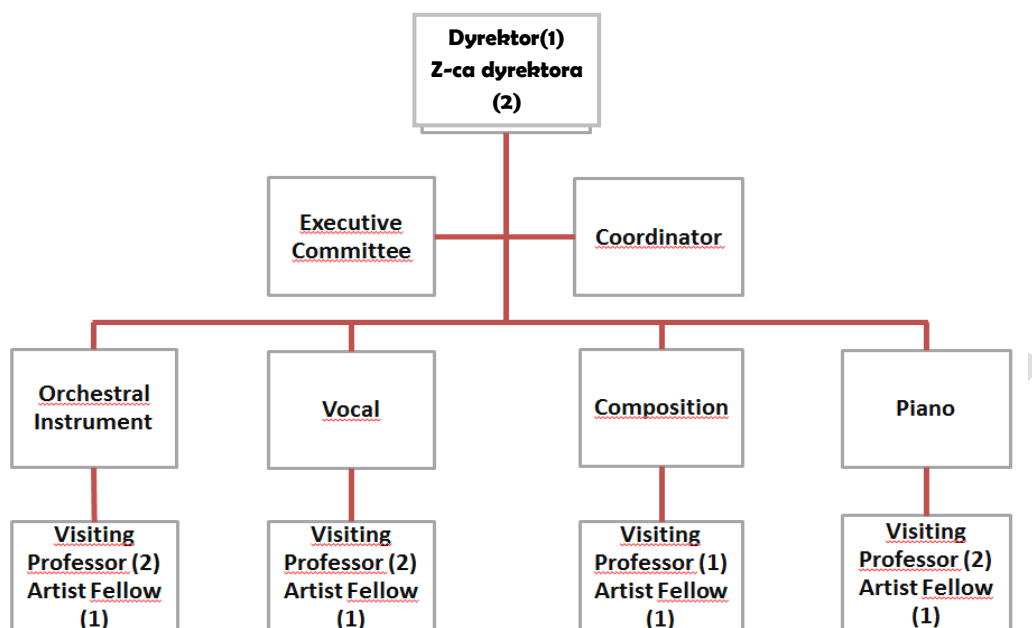 Dyrektor(1)
Z-ca dyrektora
(2)
Executive
Committee
Coordinator
Orchestral
Instrument
Vocal
Composition
Piano
Visiting
Professor (2)
Artist Fellow
(1)
Visiting
Professor (2)
Artist Fellow
(1)
Visiting
Professor (1)
Artist Fellow
(1)
Visiting
Professor (2)
Artist Fellow
(1)